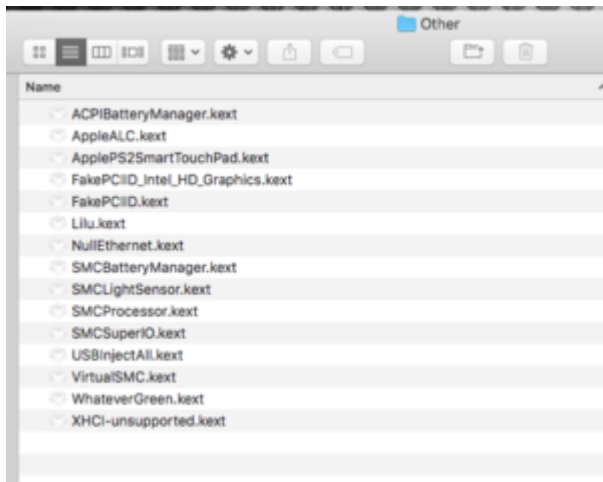 Other
Name
ACPIBatteryManager.kext
AppleALC.kext
ApplePS2SmartTouchPad.kext
FakePCIID_Intel_HD_Graphics.kext
FakePCIID.kext
Lilu.kext
NullEthernet.kext
SMCBatteryManager.kext
SMCLightSensor.kext
SMCProcessor.kext
SMCSuperIO.kext
USBInjectAll.kext
VirtualSMC.kext
WhateverGreen.kext
XHCI-unsupported.kext